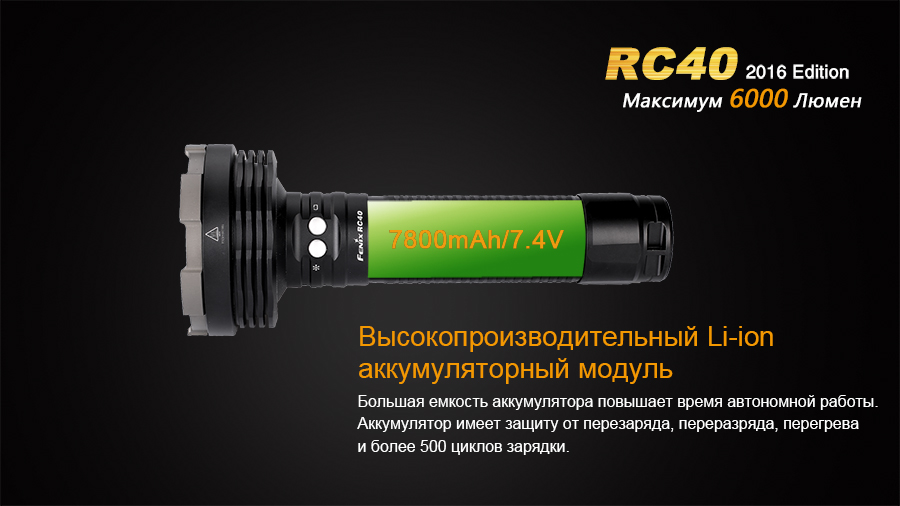 RC40 2016 Edition
Максимум 6000 Люмен
FENIX RC40
7800mAh/7.4V
Высокопроизводительный Li-ion
аккумуляторный модуль
Большая емкость аккумулятора повышает время автономной работы.
Аккумулятор имеет защиту от перезаряда, переразряда, перегрева
и более 500 циклов зарядки.